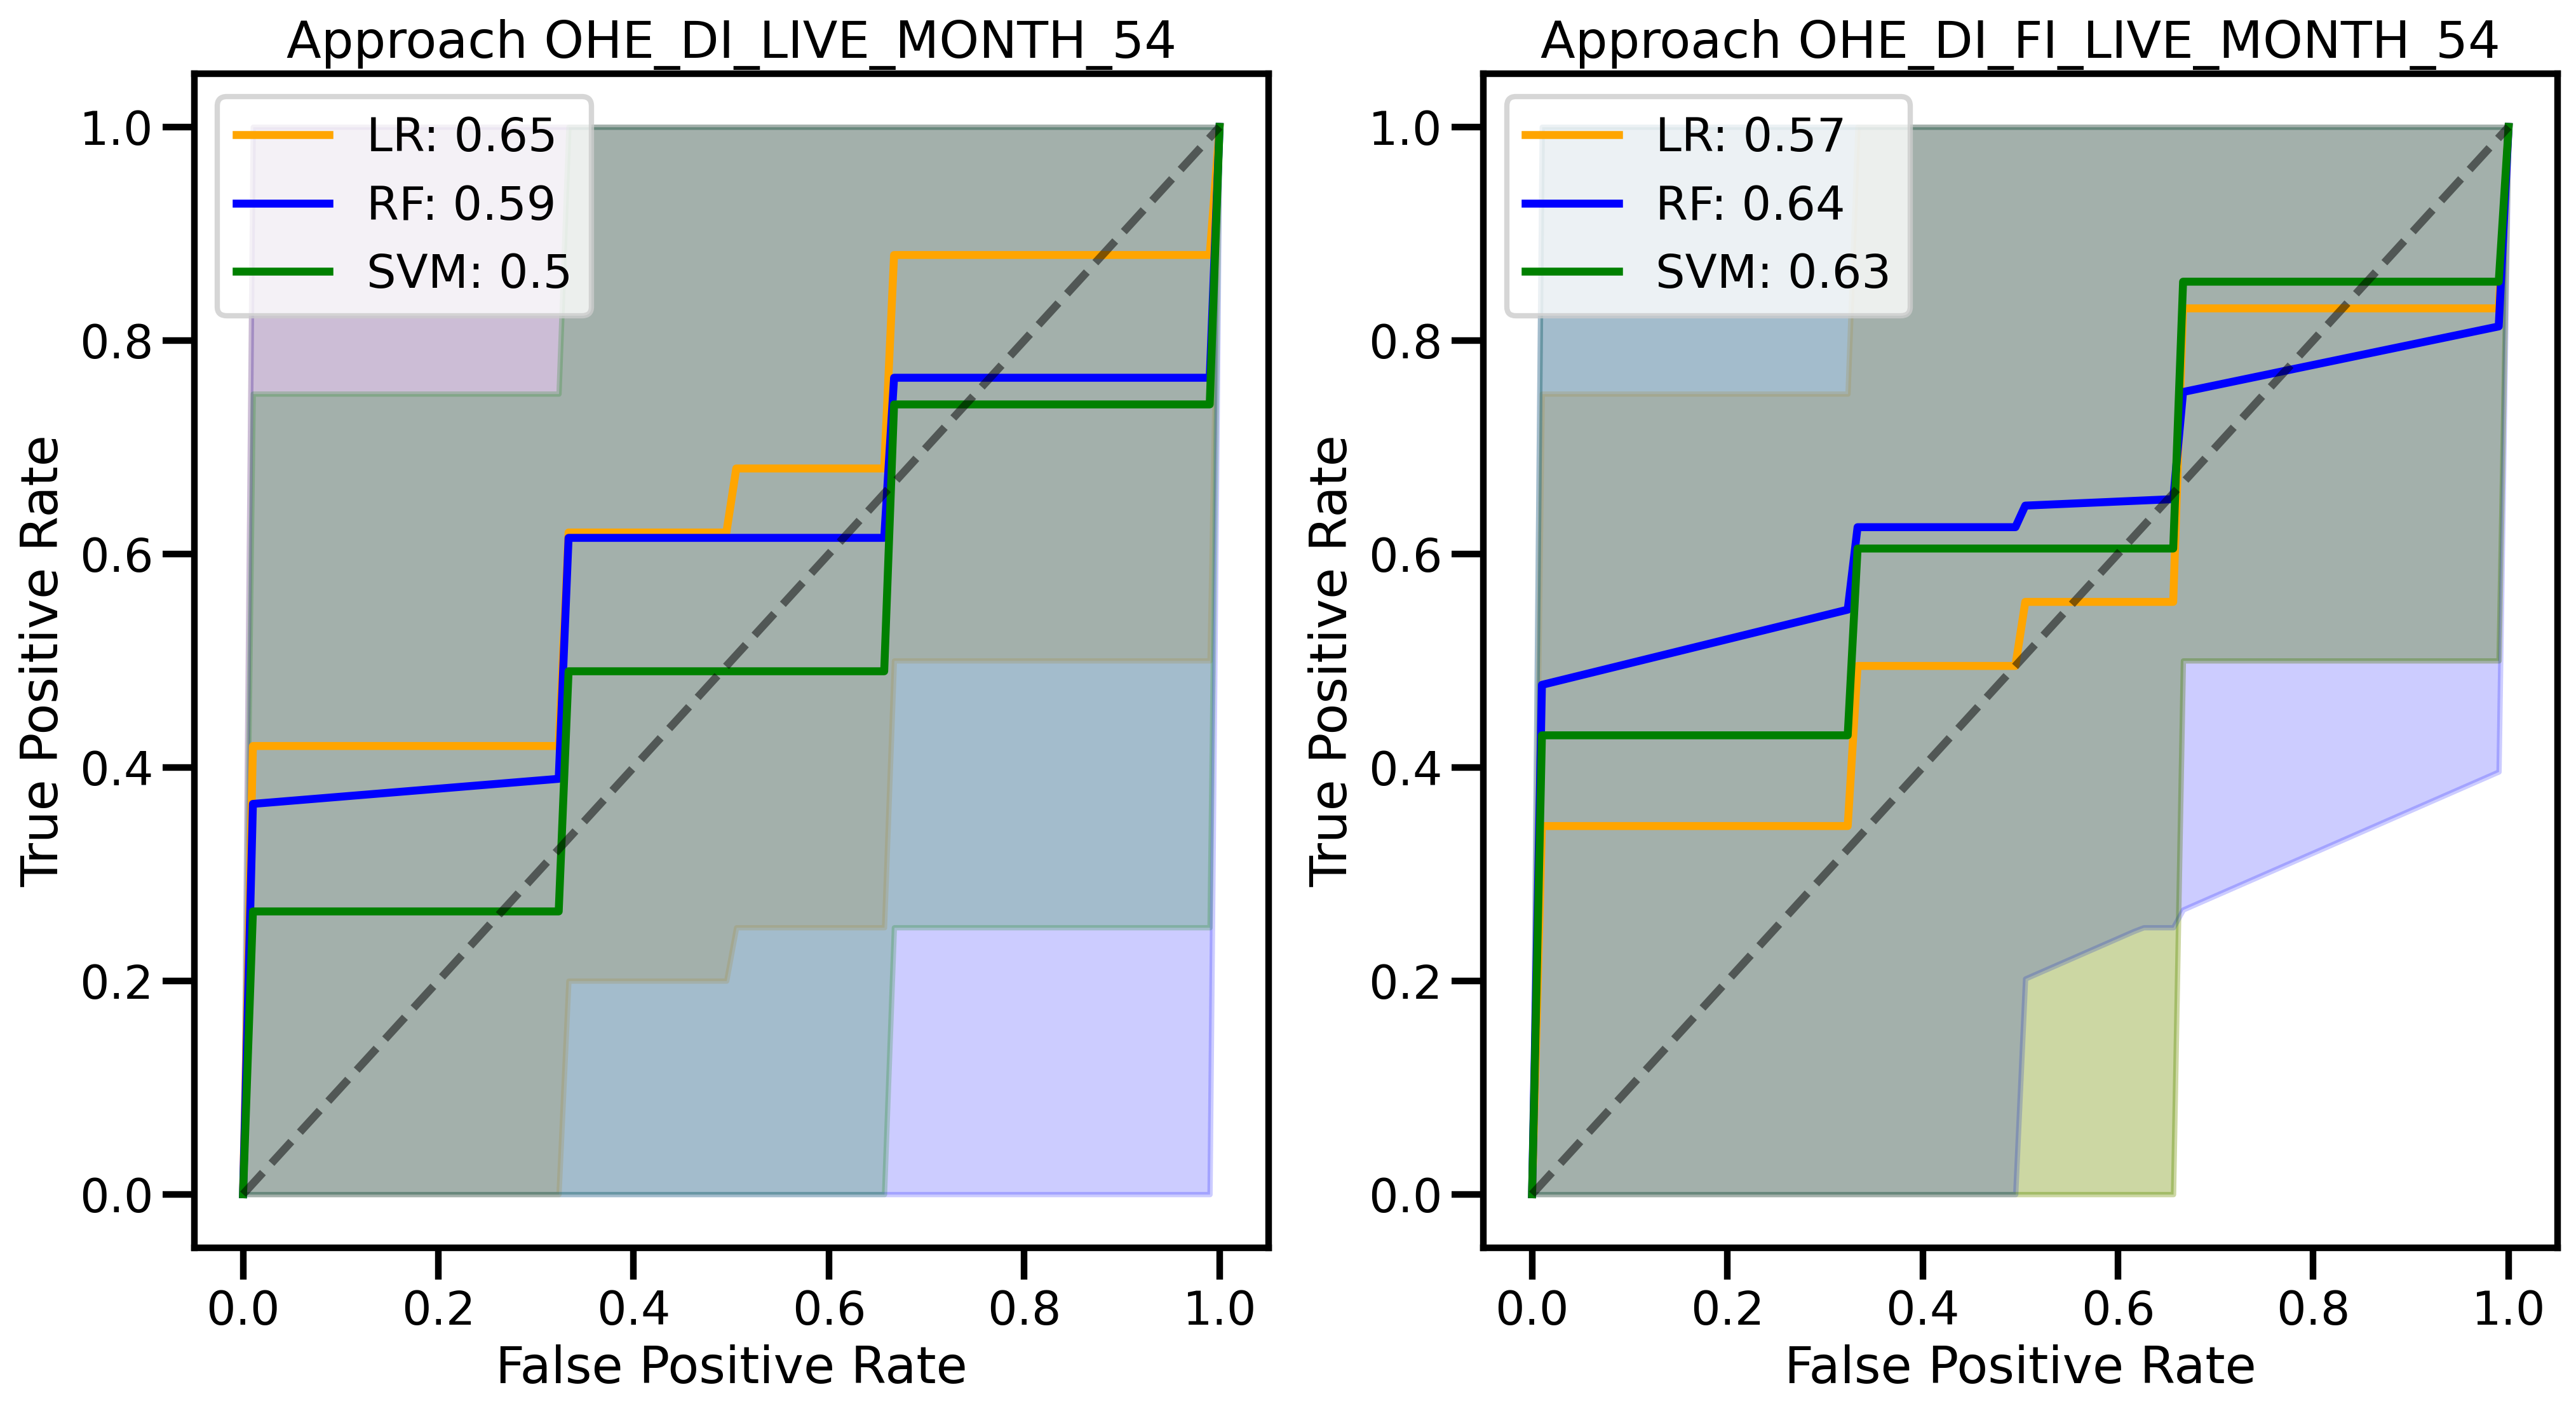 Approach OHE_DI_LIVE_MONTH_54
LR: 0.65
RF: 0.59
SVM: 0.5
1.0
0.8
0.6
0.4
0.2
0.0
True Positive Rate
0.0 0.2 0.4 0.6 0.8 1.0
False Positive Rate
Approach OHE_DI_FI_LIVE_MONTH_54
LR: 0.57
RF: 0.64
SVM: 0.63
1.0
0.8
0.6
0.4
0.2
0.0
True Positive Rate
0.0 0.2 0.4 0.6 0.8 1.0
False Positive Rate